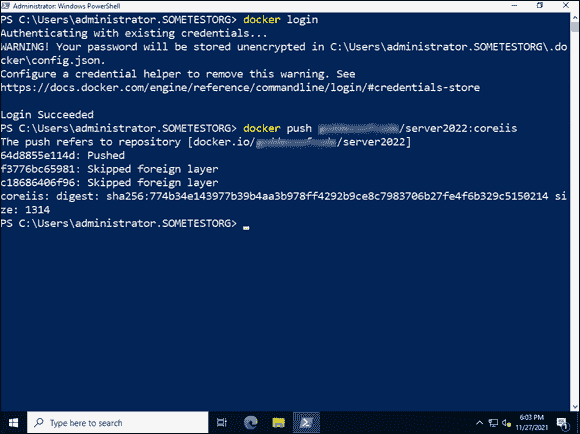 Administrator: Windows PowerShell
PS C:\Users\administrator.SOMETESTORG> docker login
Authenticating with existing credentials...
WARNING! Your password will be stored unencrypted in C:\Users\administrator.SOMETESTORG\.do
cker\config.json.
Configure a credential helper to remove this warning. See
https://docs.docker.com/engine/reference/commandline/login/#credentials-store
Login Succeeded
PS C:\Users\administrator.SOMETESTORG> docker push /server2022:coreiis
The push refers to repository [docker.io/ /server2022]
64d8855e114d: Pushed
f3776bc65981: Skipped foreign layer
c18686406f96: Skipped foreign layer
coreiis: digest: sha256:774b34e143977b39b4aa3b978ff4292b9ce8c7983706b27fe4f6b329c5150214 si
ze: 1314
PS C:\Users\administrator.SOMETESTORG>
Type here to search
6:03 PM
11/27/2021